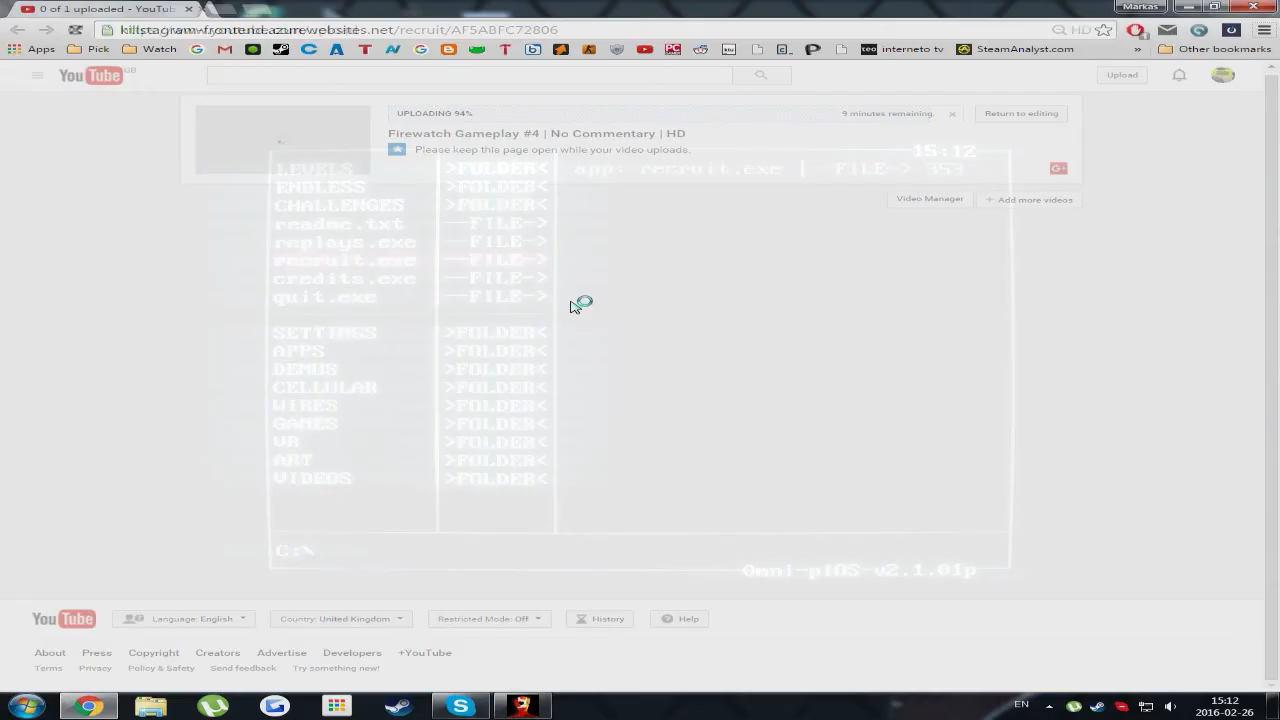 0 of 1 uploaded - YouTub
Markas
.azurewebsites.net/recruit/AF5ABFC72806
HD
Apps
Pick
Watch
PC
teo interneto tv
SteamAnalyst.com
»
Other bookmarks
YouTube GB
Upload
UPLOADING 94%
9 minutes remaining.
Return to editing
Firewatch Gameplay #4 | No Commentary | HD
Please keep this page open while your video uploads.
15:12
LEVELS >FOLDER< app: recruit.exe | FILE-> 353
G+
ENDLESS >FOLDER<
Video Manager
+ Add more videos
CHALLENGES >FOLDER<
readme.txt —FILE->
replays.exe —FILE->
recruit.exe —FILE->
credits.exe —FILE->
quit.exe —FILE->
SETTINGS >FOLDER<
APPS >FOLDER<
DEMOS >FOLDER<
CELLULAR >FOLDER<
WIRES >FOLDER<
GAMES >FOLDER<
VR >FOLDER<
ART >FOLDER<
VIDEOS >FOLDER<
C:\
Omni-piOS-v2.1.01p
YouTube
Language: English
Country: United Kingdom
Restricted Mode: Off
History
Help
About Press Copyright Creators Advertise Developers +YouTube
Terms Privacy Policy & Safety Send feedback Try something new!
EN
15:12
2016-02-26